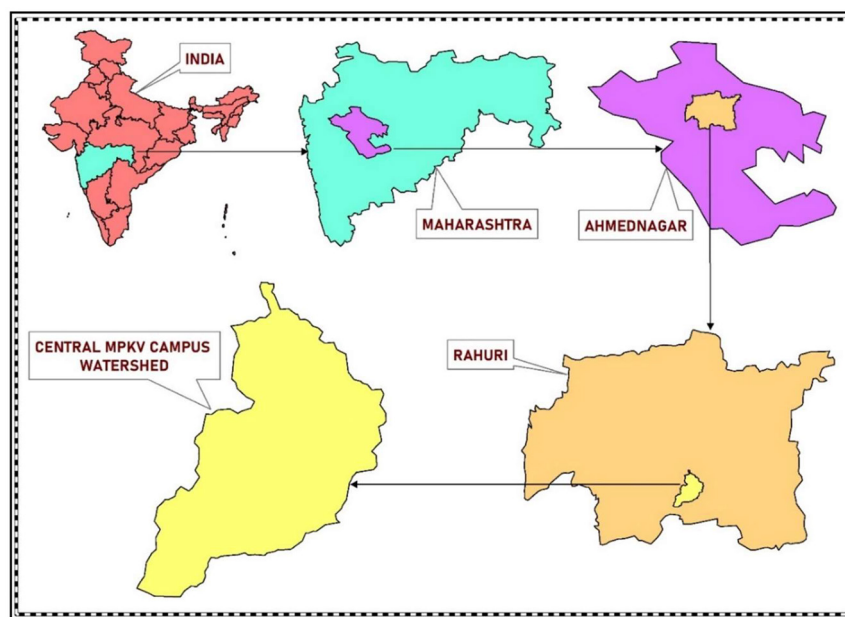 INDIA
MAHARASHTRA
AHMEDNAGAR
CENTRAL MPKV CAMPUS
WATERSHED
RAHURI